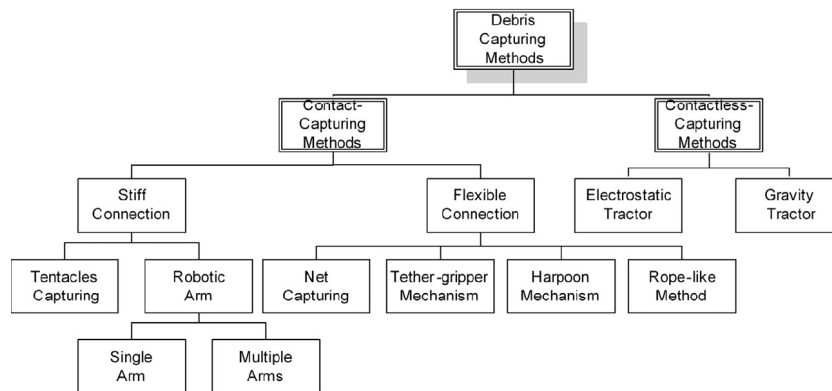 Debris
Capturing
Methods
Contact-
Capturing
Methods
Contactless-
Capturing
Methods
Stiff
Connection
Flexible
Connection
Electrostatic
Tractor
Gravity
Tractor
Tentacles
Capturing
Robotic
Arm
Net
Capturing
Tether-gripper
Mechanism
Harpoon
Mechanism
Rope-like
Method
Single
Arm
Multiple
Arms